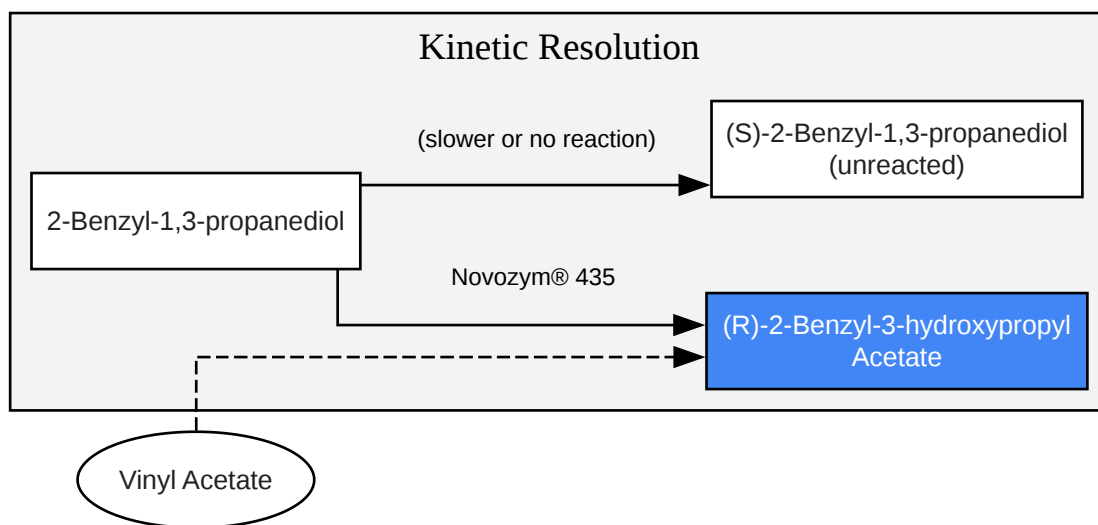 Kinetic Resolution
(slower or no reaction)
(S)-2-Benzyl-1,3-propanediol
(unreacted)
2-Benzyl-1,3-propanediol
Novozym® 435
(R)-2-Benzyl-3-hydroxypropyl
Acetate
Vinyl Acetate